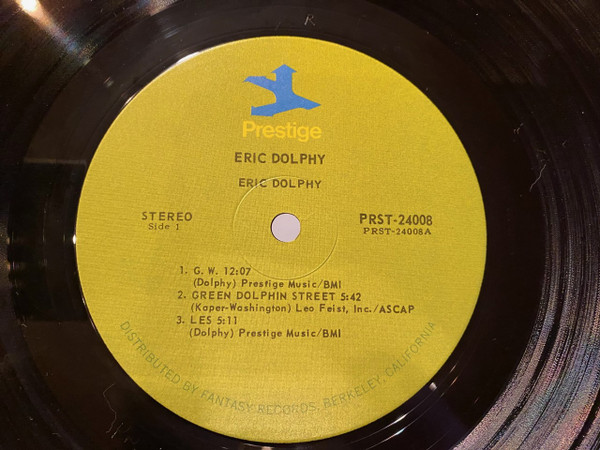 Prestige
ERIC DOLPHY
ERIC DOLPHY
STEREO
Side 1
PRST-24008
PRST-24008A
1. G. W. 12:07
(Dolphy) Prestige Music/BMI
2. GREEN DOLPHIN STREET 5:42
(Kaper-Washington) Leo Feist, Inc./ASCAP
3. LES 5:11
(Dolphy) Prestige Music/BMI
DISTRIBUTED BY FANTASY RECORDS, BERKELEY, CALIFORNIA